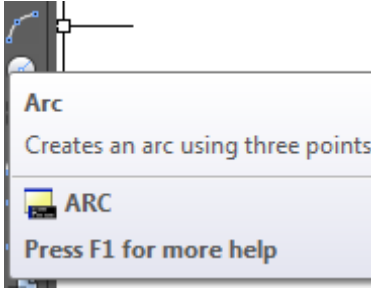 Arc
Creates an arc using three points
ARC
Press F1 for more help